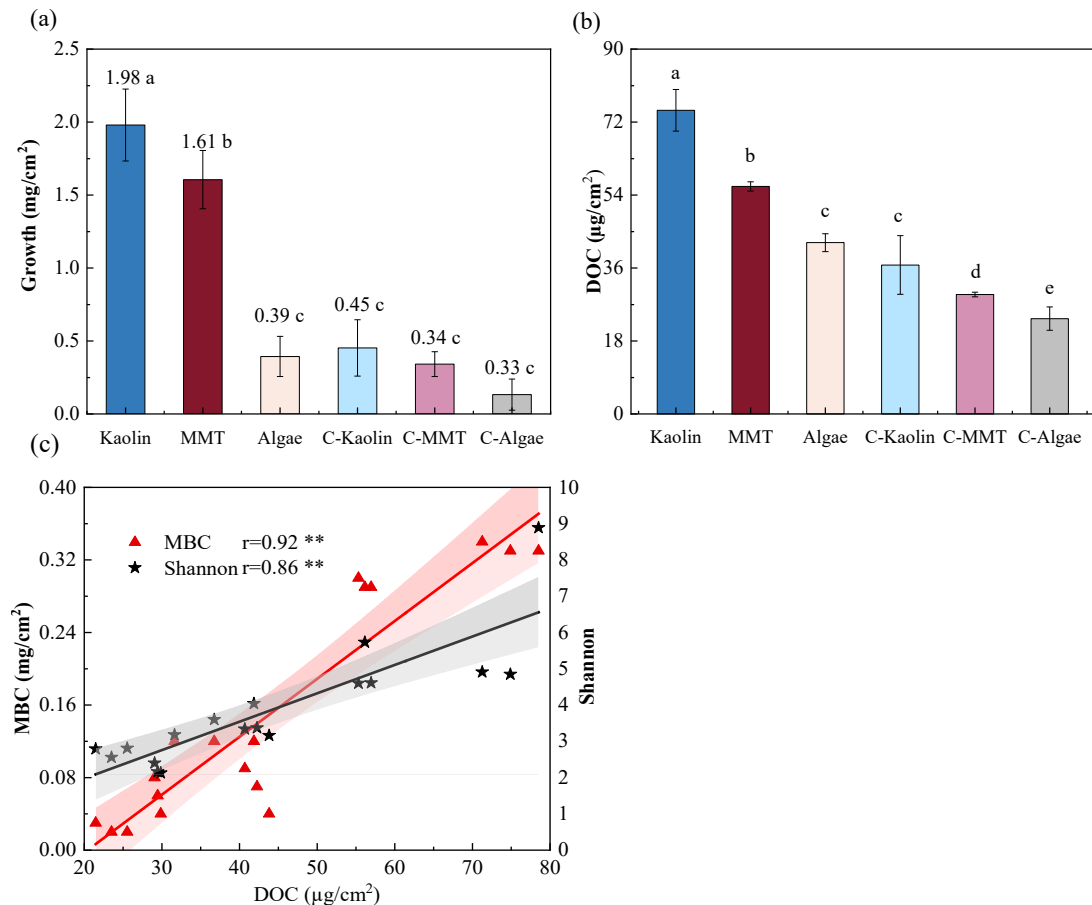 (a)
2.5
2.0
1.5
1.0
0.5
0.0
Growth (mg/cm²)
1.98 a
1.61 b
0.39 c
0.45 c
0.34 c
0.33 c
Kaolin MMT Algae C-Kaolin C-MMT C-Algae
(b)
90
72
54
36
18
0
DOC (µg/cm²)
a
b
c
c
d
e
Kaolin MMT Algae C-Kaolin C-MMT C-Algae
(c)
0.40
0.32
0.24
0.16
0.08
0.00
MBC (mg/cm²)
MBC r=0.92 **
Shannon r=0.86 **
10
9
8
7
6
5
4
3
2
1
0
Shannon
20 30 40 50 60 70 80
DOC (µg/cm²)